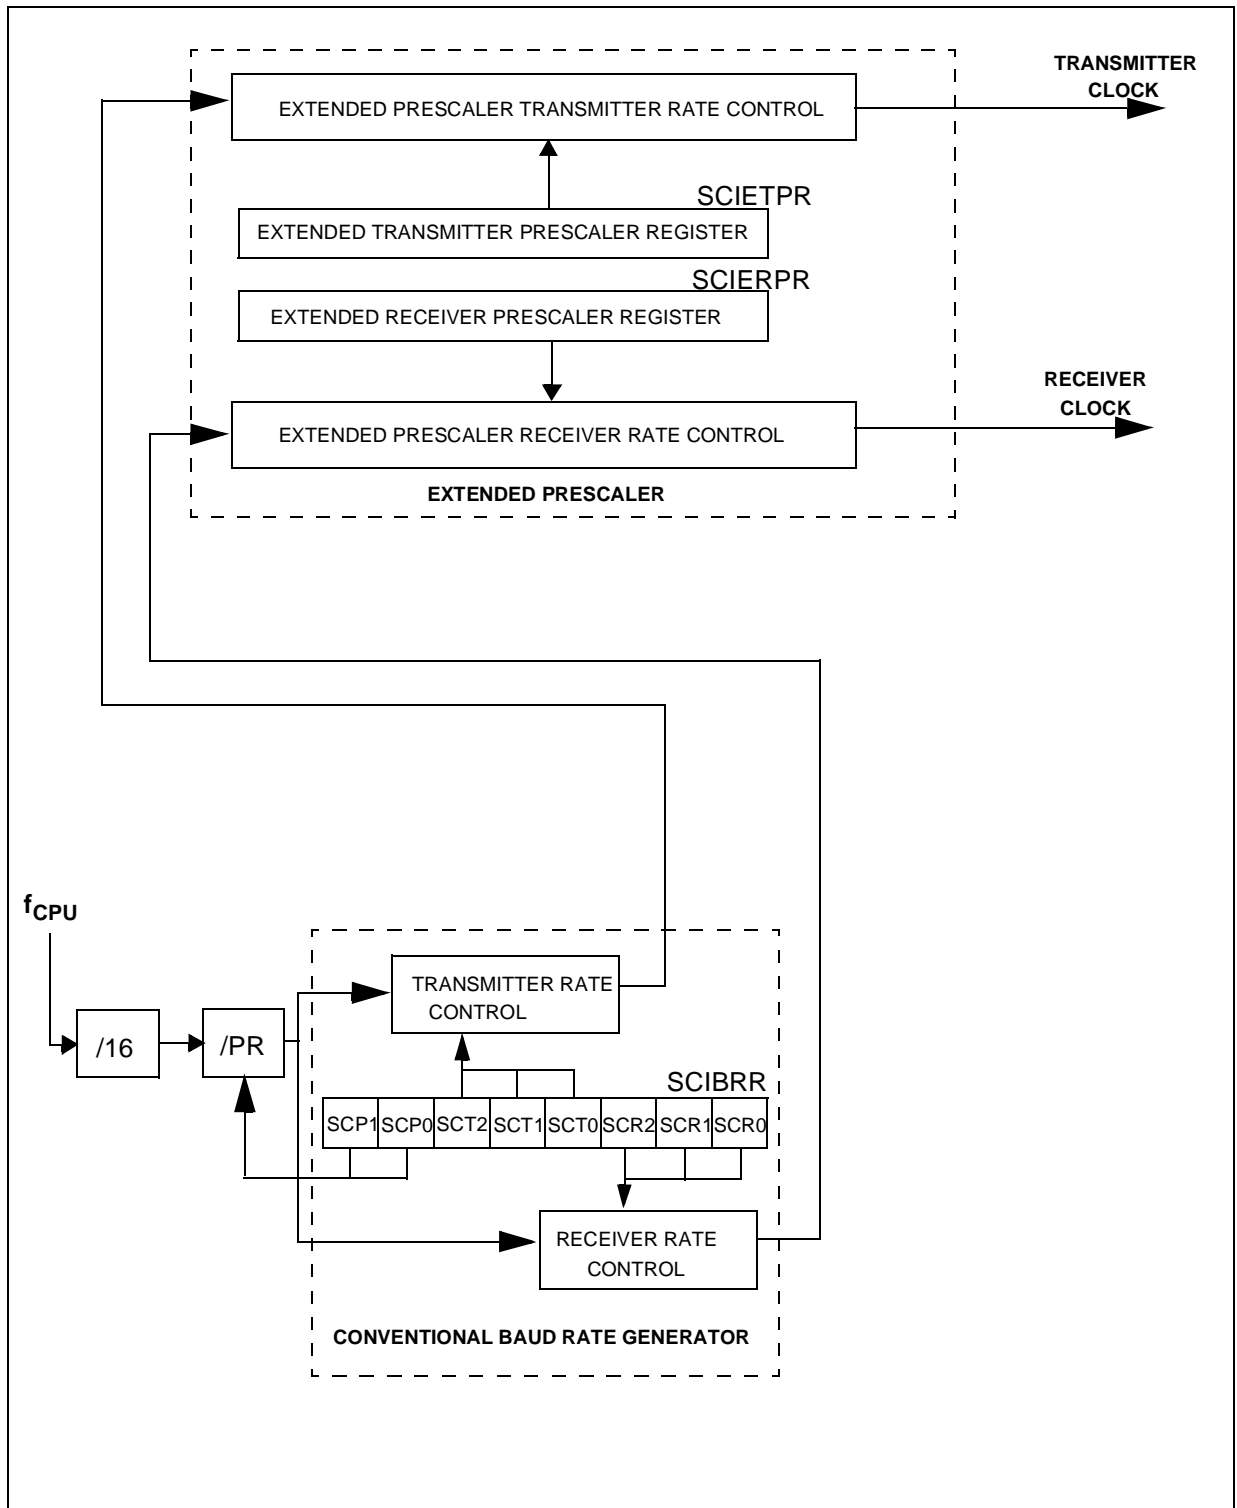 TRANSMITTER
CLOCK
EXTENDED PRESCALER TRANSMITTER RATE CONTROL
SCIETPR
EXTENDED TRANSMITTER PRESCALER REGISTER
SCIERPR
EXTENDED RECEIVER PRESCALER REGISTER
RECEIVER
CLOCK
EXTENDED PRESCALER RECEIVER RATE CONTROL
EXTENDED PRESCALER
fCPU
TRANSMITTER RATE
CONTROL
/16
/PR
SCIBRR
SCP1 SCP0 SCT2 SCT1 SCT0 SCR2 SCR1 SCR0
RECEIVER RATE
CONTROL
CONVENTIONAL BAUD RATE GENERATOR